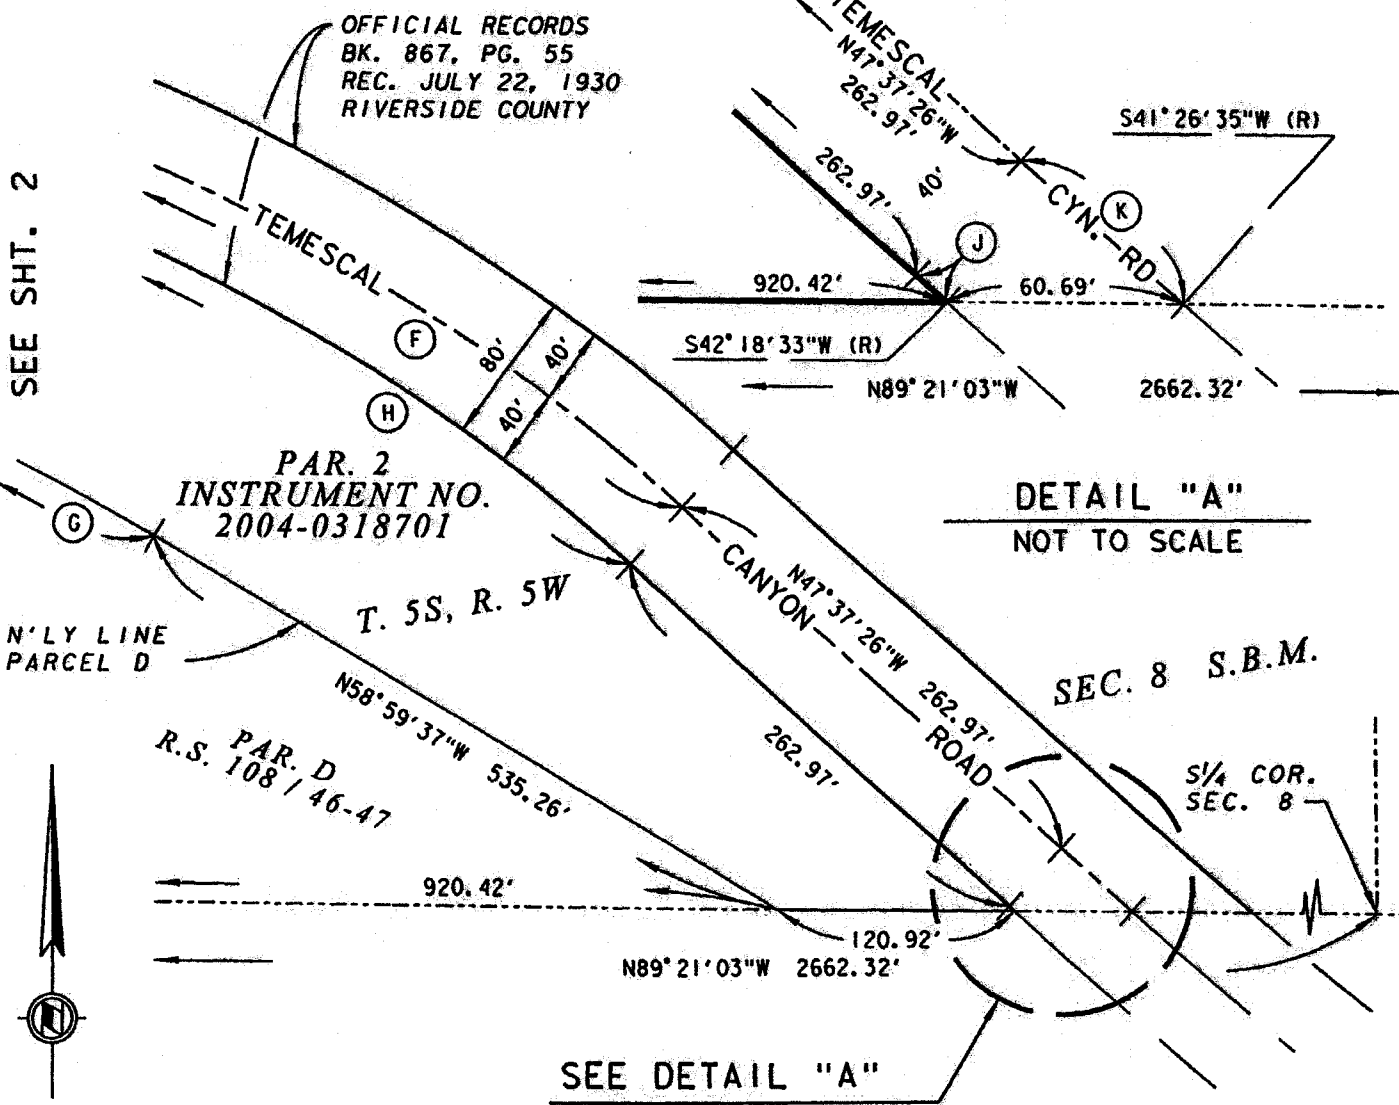 OFFICIAL RECORDS
BK. 867, PG. 55
REC. JULY 22, 1930
RIVERSIDE COUNTY
SEE SHT. 2
TEMESCAL
N47°37'26"W
262.97'
S41°26'35"W (R)
262.97'
40'
CYN. RD
K
J
920.42'
60.69'
S42°18'33"W (R)
N89°21'03"W 2662.32'
DETAIL "A"
NOT TO SCALE
TEMESCAL
F
80'
40'
40'
H
PAR. 2
INSTRUMENT NO.
2004-0318701
G
T. 5S, R. 5W
CANYON
N47°37'26"W 262.97'
ROAD
SEC. 8 S.B.M.
N'LY LINE
PARCEL D
N58°59'37"W 535.26'
262.97'
PAR. D
R.S. 108 / 46-47
S1/4 COR.
SEC. 8
920.42'
120.92'
N89°21'03"W 2662.32'
SEE DETAIL "A"